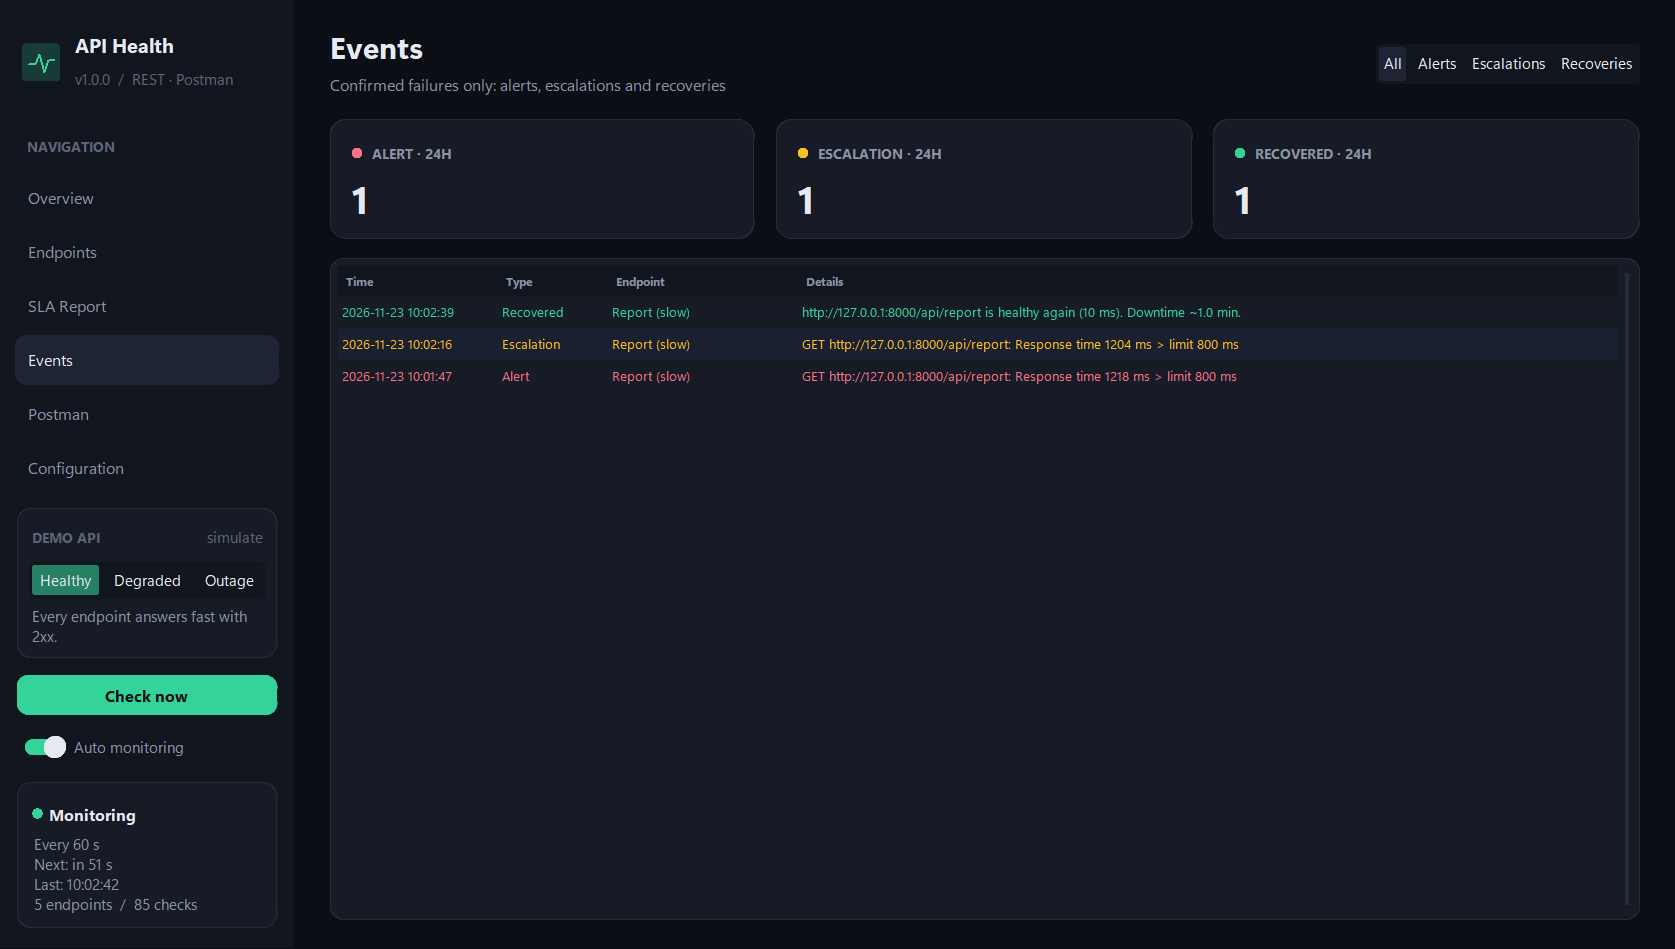 API Health
v1.0.0 / REST · Postman
NAVIGATION
Overview
Endpoints
SLA Report
Events
Postman
Configuration
DEMO API simulate
Healthy Degraded Outage
Every endpoint answers fast with
2xx.
Check now
Auto monitoring
Monitoring
Every 60 s
Next: in 51 s
Last: 10:02:42
5 endpoints / 85 checks
Events
Confirmed failures only: alerts, escalations and recoveries
All Alerts Escalations Recoveries
ALERT · 24H
1
ESCALATION · 24H
1
RECOVERED · 24H
1
Time Type Endpoint Details
2026-11-23 10:02:39 Recovered Report (slow) http://127.0.0.1:8000/api/report is healthy again (10 ms). Downtime ~1.0 min.
2026-11-23 10:02:16 Escalation Report (slow) GET http://127.0.0.1:8000/api/report: Response time 1204 ms > limit 800 ms
2026-11-23 10:01:47 Alert Report (slow) GET http://127.0.0.1:8000/api/report: Response time 1218 ms > limit 800 ms